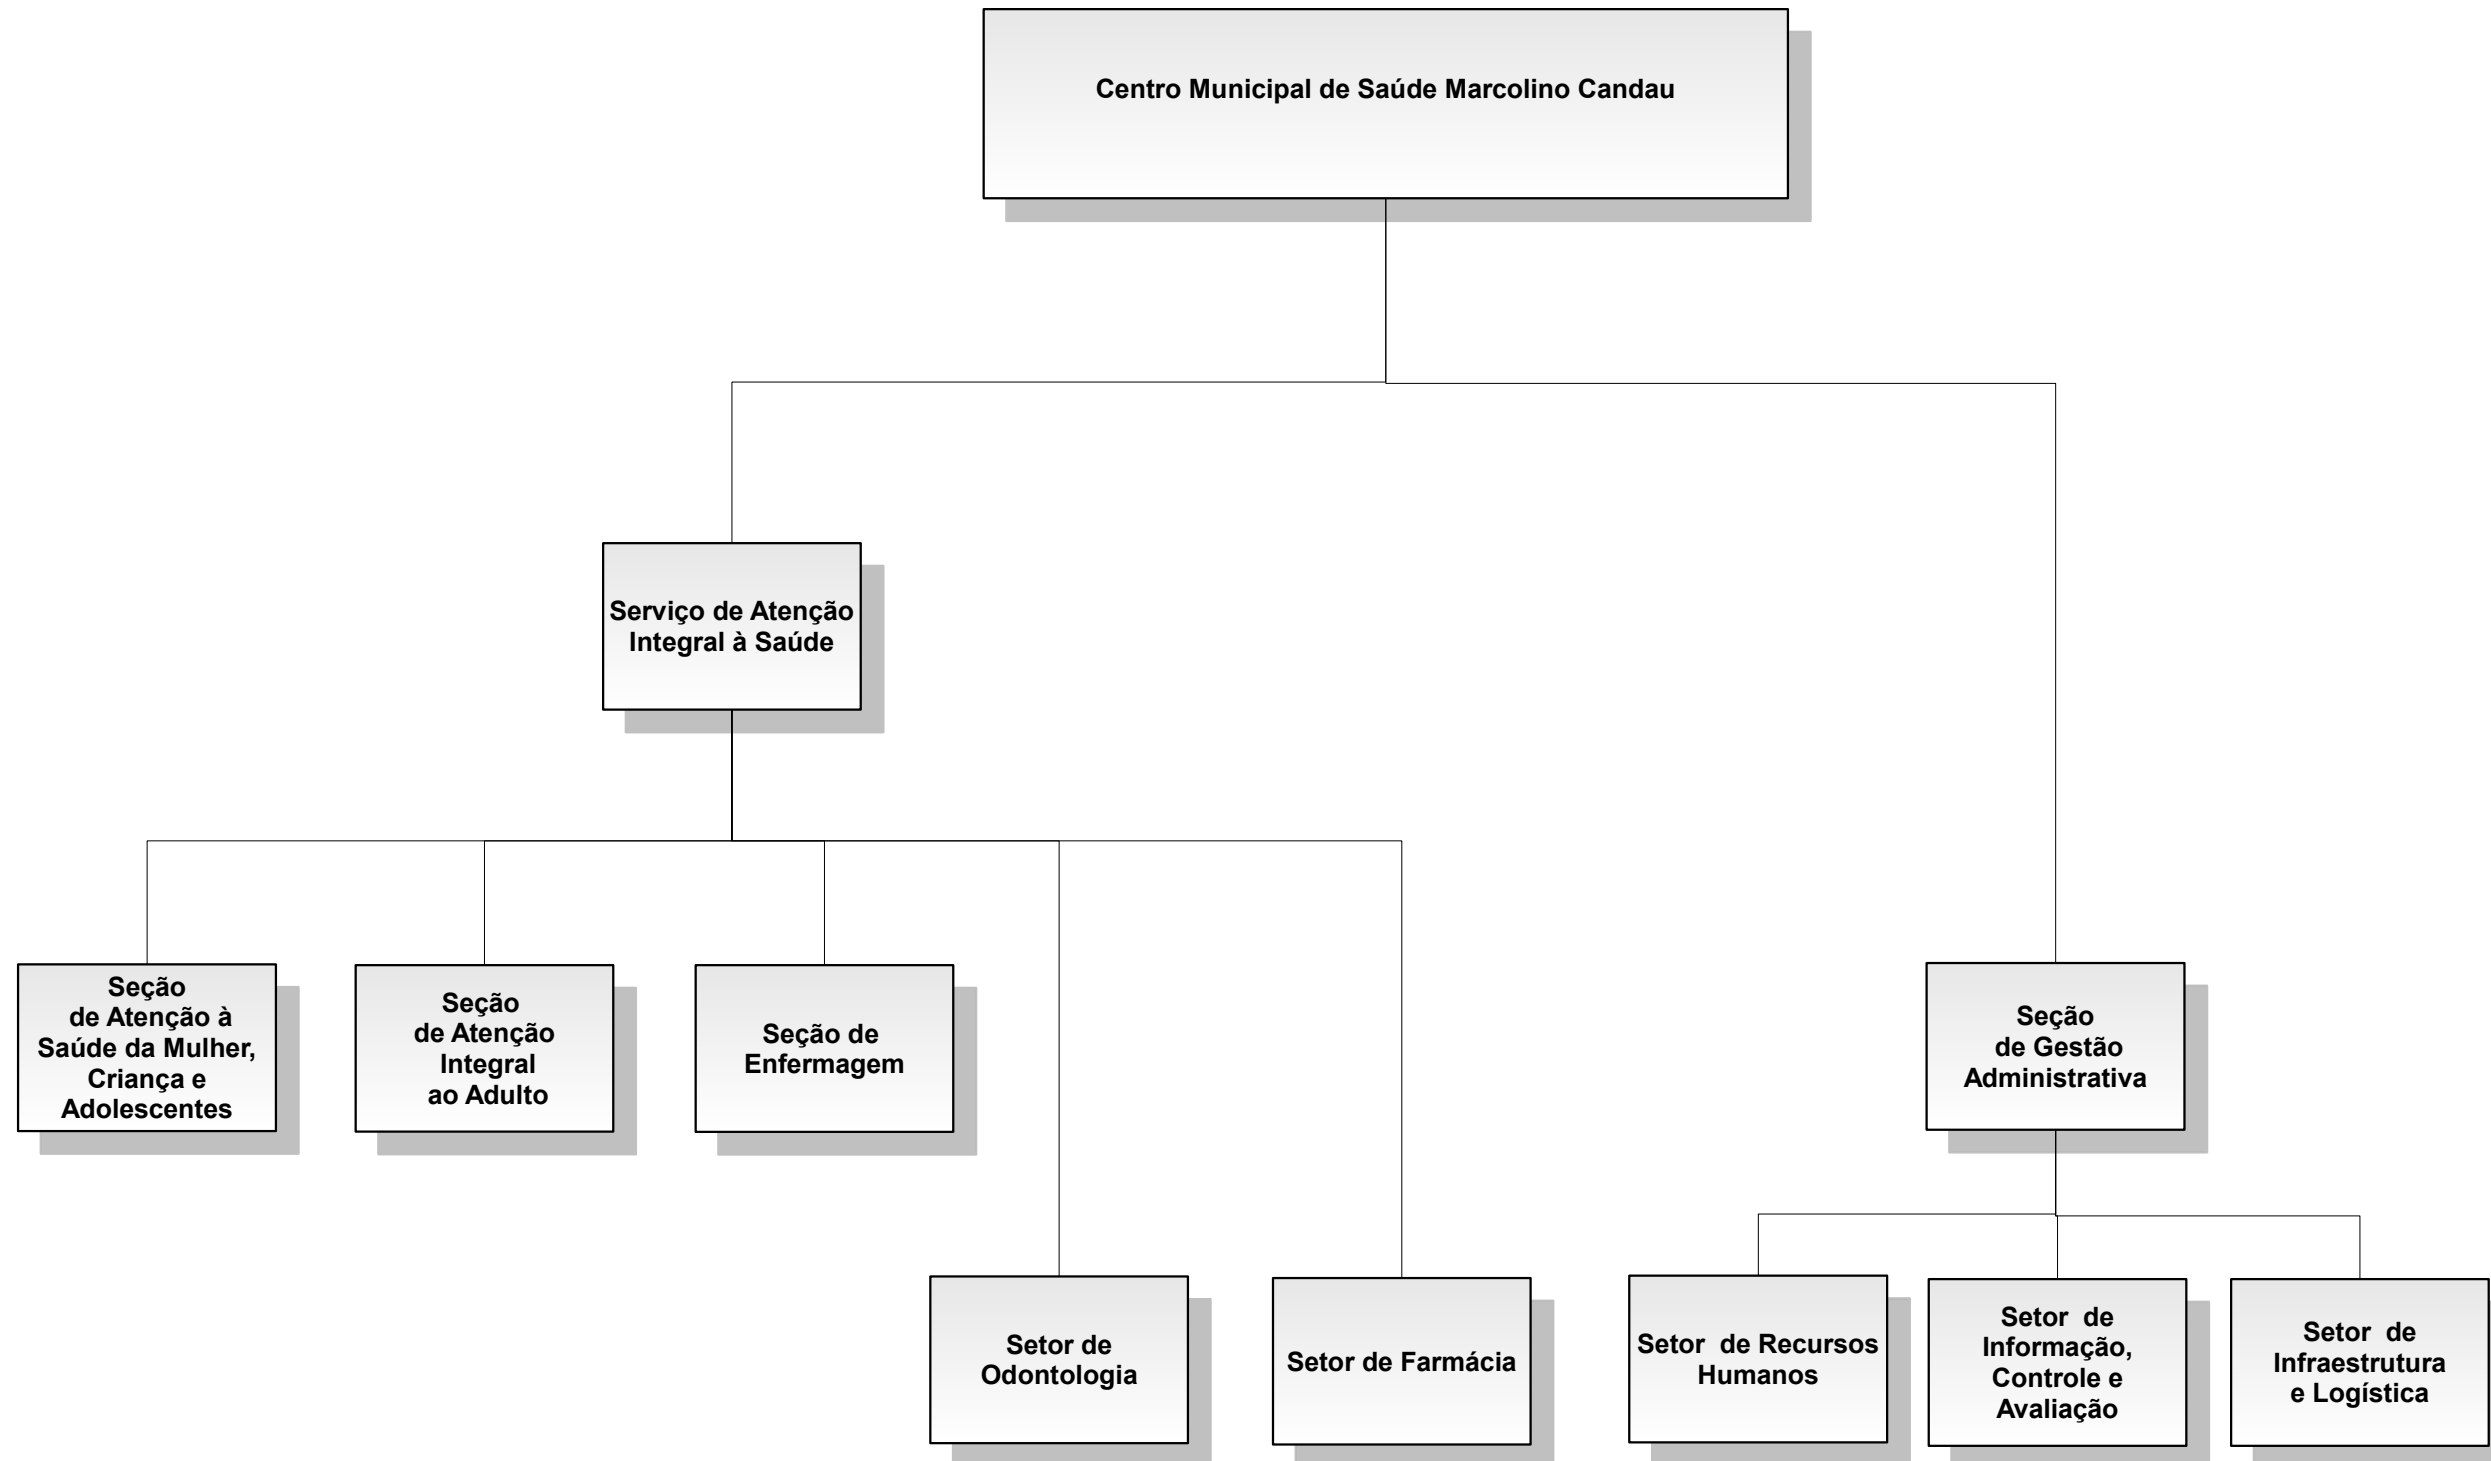 Centro Municipal de Saúde Marcolino Candau
Serviço de Atenção
Integral à Saúde
Seção
de Atenção à
Saúde da Mulher,
Criança e
Adolescentes
Seção
de Atenção
Integral
ao Adulto
Seção de
Enfermagem
Seção
de Gestão
Administrativa
Setor de
Odontologia
Setor de Farmácia
Setor  de Recursos
Humanos
Setor  de
Informação,
Controle e
Avaliação
Setor  de
Infraestrutura
e Logística